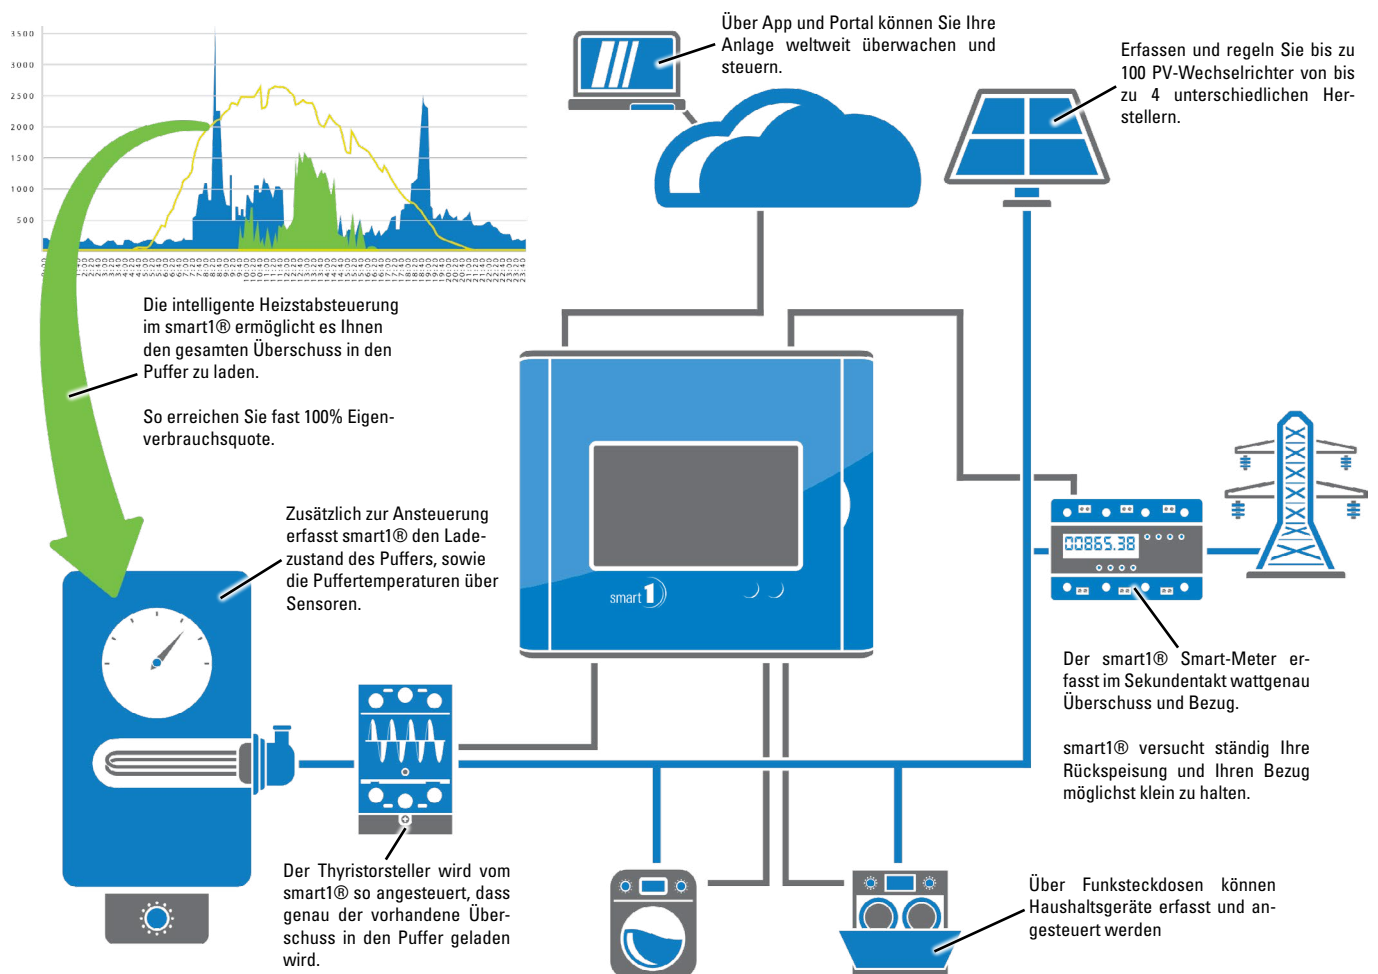 Über App und Portal können Sie Ihre
Anlage weltweit überwachen und
steuern.
Erfassen und regeln Sie bis zu
100 PV-Wechselrichter von bis
zu 4 unterschiedlichen Her-
stellern.
3500
3000
2500
2000
1500
1000
500
Die intelligente Heizstabsteuerung
im smart1® ermöglicht es Ihnen
den gesamten Überschuss in den
Puffer zu laden.
So erreichen Sie fast 100% Eigen-
verbrauchsquote.
Zusätzlich zur Ansteuerung
erfasst smart1® den Lade-
zustand des Puffers, sowie
die Puffertemperaturen über
Sensoren.
smart 1
00865.38
Der smart1® Smart-Meter er-
fasst im Sekundentakt wattgenau
Überschuss und Bezug.
smart1® versucht ständig Ihre
Rückspeisung und Ihren Bezug
möglichst klein zu halten.
Der Thyristorsteller wird vom
smart1® so angesteuert, dass
genau der vorhandene Über-
schuss in den Puffer geladen
wird.
Über Funksteckdosen können
Haushaltsgeräte erfasst und an-
gesteuert werden